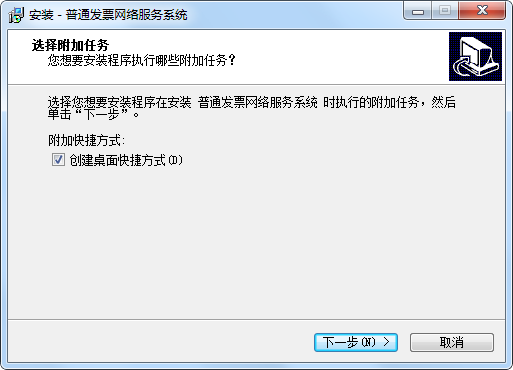 安装 - 普通发票网络服务系统
选择附加任务
您想要安装程序执行哪些附加任务？
选择您想要安装程序在安装 普通发票网络服务系统 时执行的附加任务，然后
单击“下一步”。
附加快捷方式:
创建桌面快捷方式(D)
下一步(N) >
取消